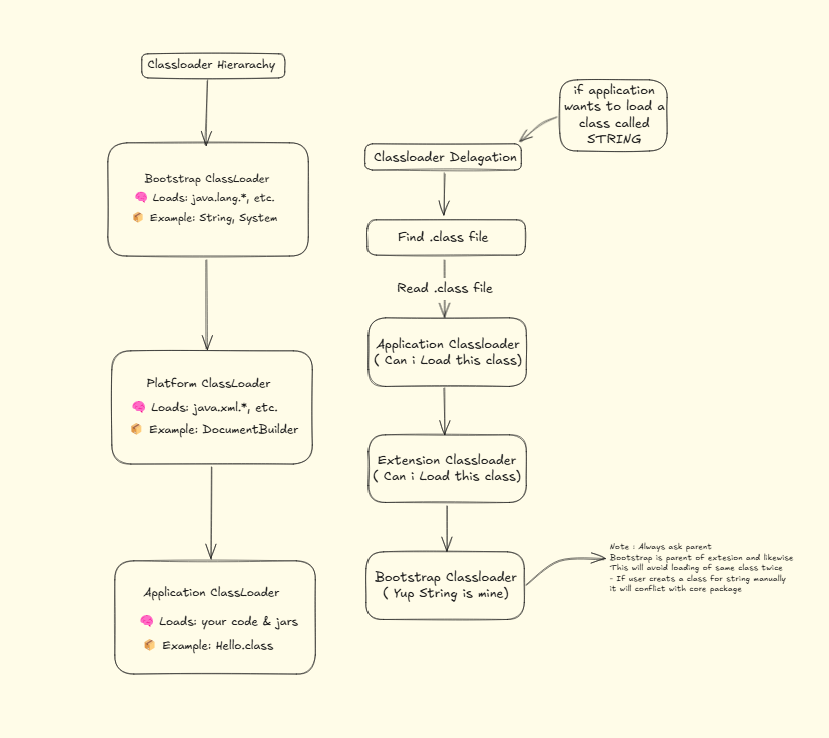 Classloader Hierarachy
Bootstrap ClassLoader
🧠 Loads: java.lang.*, etc.
📦 Example: String, System
Platform ClassLoader
🧠 Loads: java.xml.*, etc.
📦 Example: DocumentBuilder
Application ClassLoader
🧠 Loads: your code & jars
📦 Example: Hello.class
if application
wants to load a
class called
STRING
Classloader Delagation
Find .class file
Read .class file
Application Classloader
( Can i Load this class)
Extension Classloader
( Can i Load this class)
Bootstrap Classloader
( Yup String is mine)
Note : Always ask parent
Bootstrap is parent of extesion and likewise
This will avoid loading of same class twice
- If user creats a class for string manually
it will conflict with core package